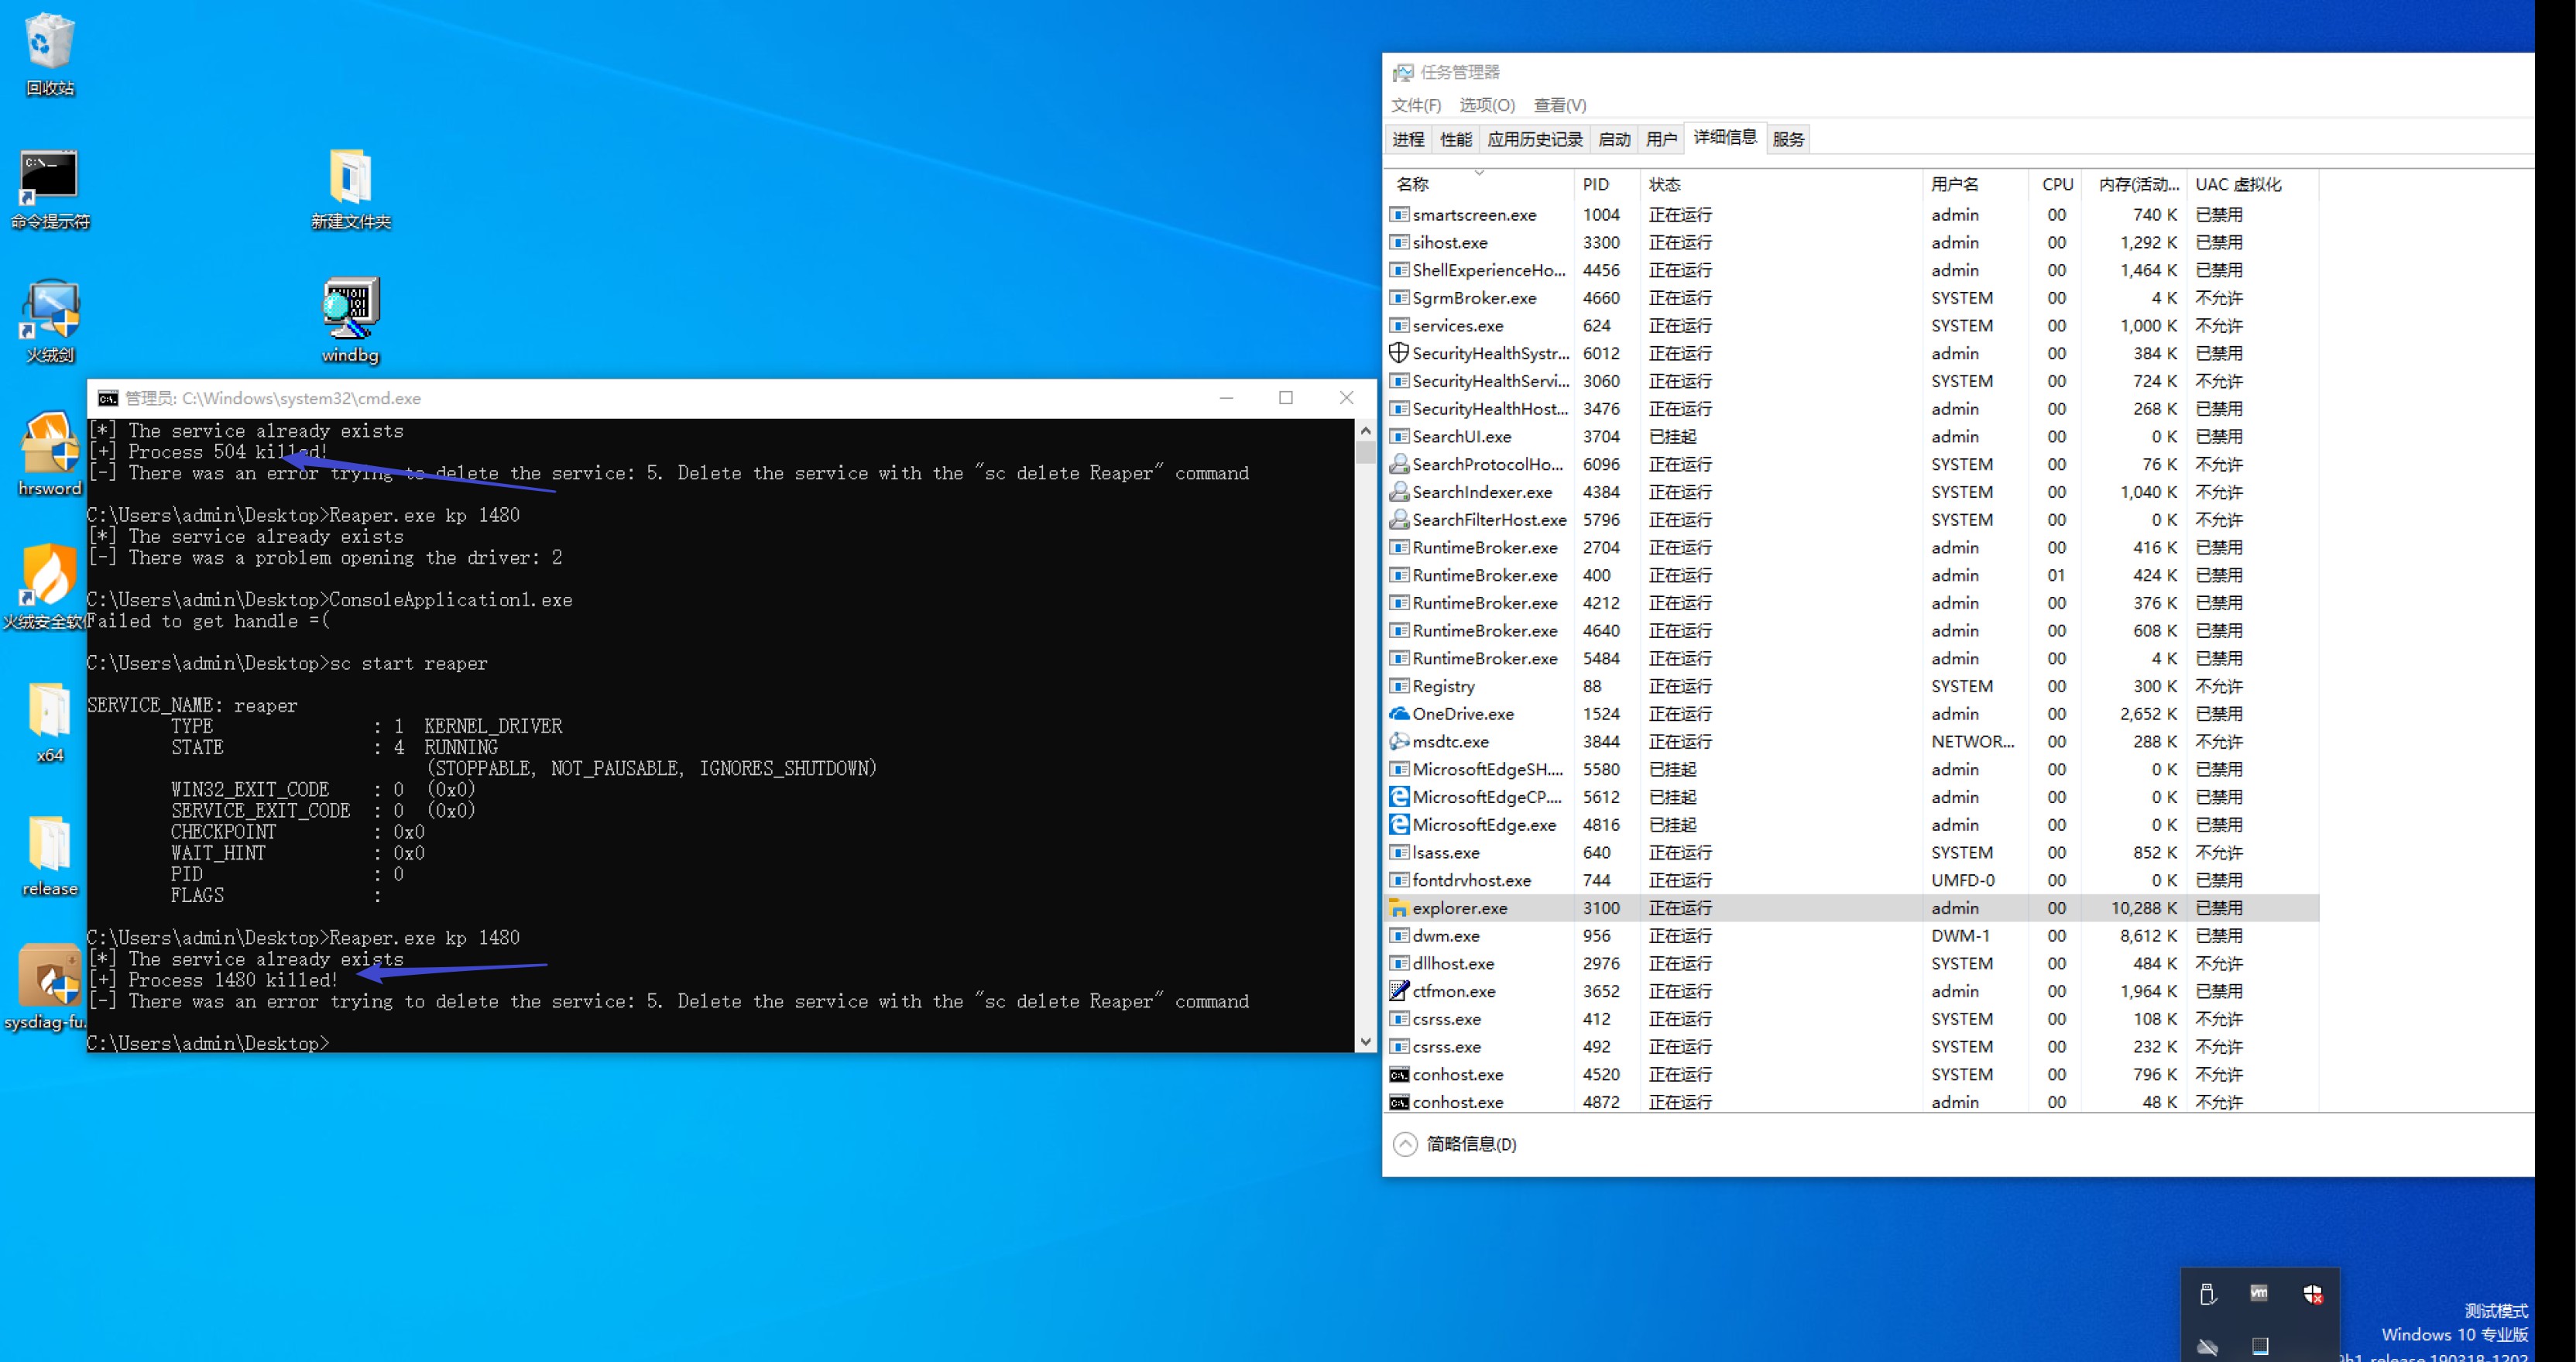 回收站
命令提示符
新建文件夹
火绒剑
windbg
hrsword
火绒安全软
x64
release
sysdiag-fu...
管理员: C:\Windows\system32\cmd.exe
[*] The service already exists
[+] Process 504 killed!
[-] There was an error trying to delete the service: 5. Delete the service with the "sc delete Reaper" command
C:\Users\admin\Desktop>Reaper.exe kp 1480
[*] The service already exists
[-] There was a problem opening the driver: 2
C:\Users\admin\Desktop>ConsoleApplication1.exe
Failed to get handle =(
C:\Users\admin\Desktop>sc start reaper
SERVICE_NAME: reaper
TYPE : 1 KERNEL_DRIVER
STATE : 4 RUNNING
(STOPPABLE, NOT_PAUSABLE, IGNORES_SHUTDOWN)
WIN32_EXIT_CODE : 0 (0x0)
SERVICE_EXIT_CODE : 0 (0x0)
CHECKPOINT : 0x0
WAIT_HINT : 0x0
PID : 0
FLAGS :
C:\Users\admin\Desktop>Reaper.exe kp 1480
[*] The service already exists
[+] Process 1480 killed!
[-] There was an error trying to delete the service: 5. Delete the service with the "sc delete Reaper" command
C:\Users\admin\Desktop>
任务管理器
文件(F) 选项(O) 查看(V)
进程 性能 应用历史记录 启动 用户 详细信息 服务
名称 PID 状态 用户名 CPU 内存(活动... UAC 虚拟化
smartscreen.exe 1004 正在运行 admin 00 740 K 已禁用
sihost.exe 3300 正在运行 admin 00 1,292 K 已禁用
ShellExperienceHo... 4456 正在运行 admin 00 1,464 K 已禁用
SgrmBroker.exe 4660 正在运行 SYSTEM 00 4 K 不允许
services.exe 624 正在运行 SYSTEM 00 1,000 K 不允许
SecurityHealthSystr... 6012 正在运行 admin 00 384 K 已禁用
SecurityHealthServi... 3060 正在运行 SYSTEM 00 724 K 不允许
SecurityHealthHost... 3476 正在运行 admin 00 268 K 已禁用
SearchUI.exe 3704 已挂起 admin 00 0 K 已禁用
SearchProtocolHo... 6096 正在运行 SYSTEM 00 76 K 不允许
SearchIndexer.exe 4384 正在运行 SYSTEM 00 1,040 K 不允许
SearchFilterHost.exe 5796 正在运行 SYSTEM 00 0 K 不允许
RuntimeBroker.exe 2704 正在运行 admin 00 416 K 已禁用
RuntimeBroker.exe 400 正在运行 admin 01 424 K 已禁用
RuntimeBroker.exe 4212 正在运行 admin 00 376 K 已禁用
RuntimeBroker.exe 4640 正在运行 admin 00 608 K 已禁用
RuntimeBroker.exe 5484 正在运行 admin 00 4 K 已禁用
Registry 88 正在运行 SYSTEM 00 300 K 不允许
OneDrive.exe 1524 正在运行 admin 00 2,652 K 已禁用
msdtc.exe 3844 正在运行 NETWOR... 00 288 K 不允许
MicrosoftEdgeSH.... 5580 已挂起 admin 00 0 K 已禁用
MicrosoftEdgeCP.... 5612 已挂起 admin 00 0 K 已禁用
MicrosoftEdge.exe 4816 已挂起 admin 00 0 K 已禁用
lsass.exe 640 正在运行 SYSTEM 00 852 K 不允许
fontdrvhost.exe 744 正在运行 UMFD-0 00 0 K 已禁用
explorer.exe 3100 正在运行 admin 00 10,288 K 已禁用
dwm.exe 956 正在运行 DWM-1 00 8,612 K 已禁用
dllhost.exe 2976 正在运行 SYSTEM 00 484 K 不允许
ctfmon.exe 3652 正在运行 admin 00 1,964 K 已禁用
csrss.exe 412 正在运行 SYSTEM 00 108 K 不允许
csrss.exe 492 正在运行 SYSTEM 00 232 K 不允许
conhost.exe 4520 正在运行 SYSTEM 00 796 K 不允许
conhost.exe 4872 正在运行 admin 00 48 K 不允许
简略信息(D)
测试模式
Windows 10 专业版
h1_release.190318-1202